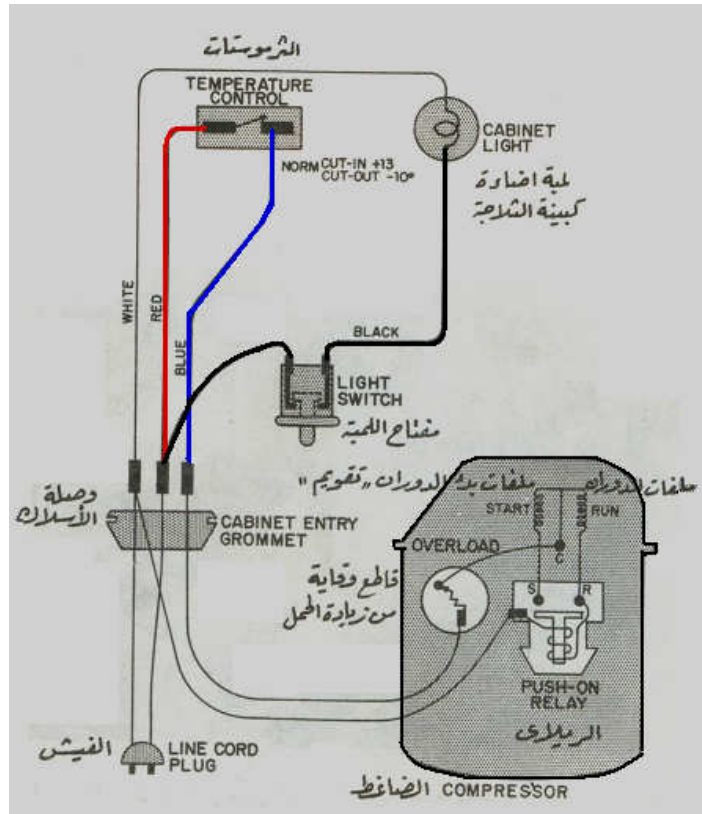 الثرموستات
TEMPERATURE
CONTROL
CABINET
LIGHT
NORM CUT-IN +13
CUT-OUT -10°
لمبة اضاءة
كبينة الثلاجة
WHITE
RED
BLUE
BLACK
LIGHT
SWITCH
مفتاح اللمبة
وصلة
الأسلاك
CABINET ENTRY
GROMMET
ملفات بدء الدوران "تقويم"
ملفات الدوران
START
RUN
OVERLOAD
C
قاطع وقاية
من زيادة الحمل
S
R
PUSH-ON
RELAY
الريلاى
الفيش
LINE CORD
PLUG
الضاغط COMPRESSOR